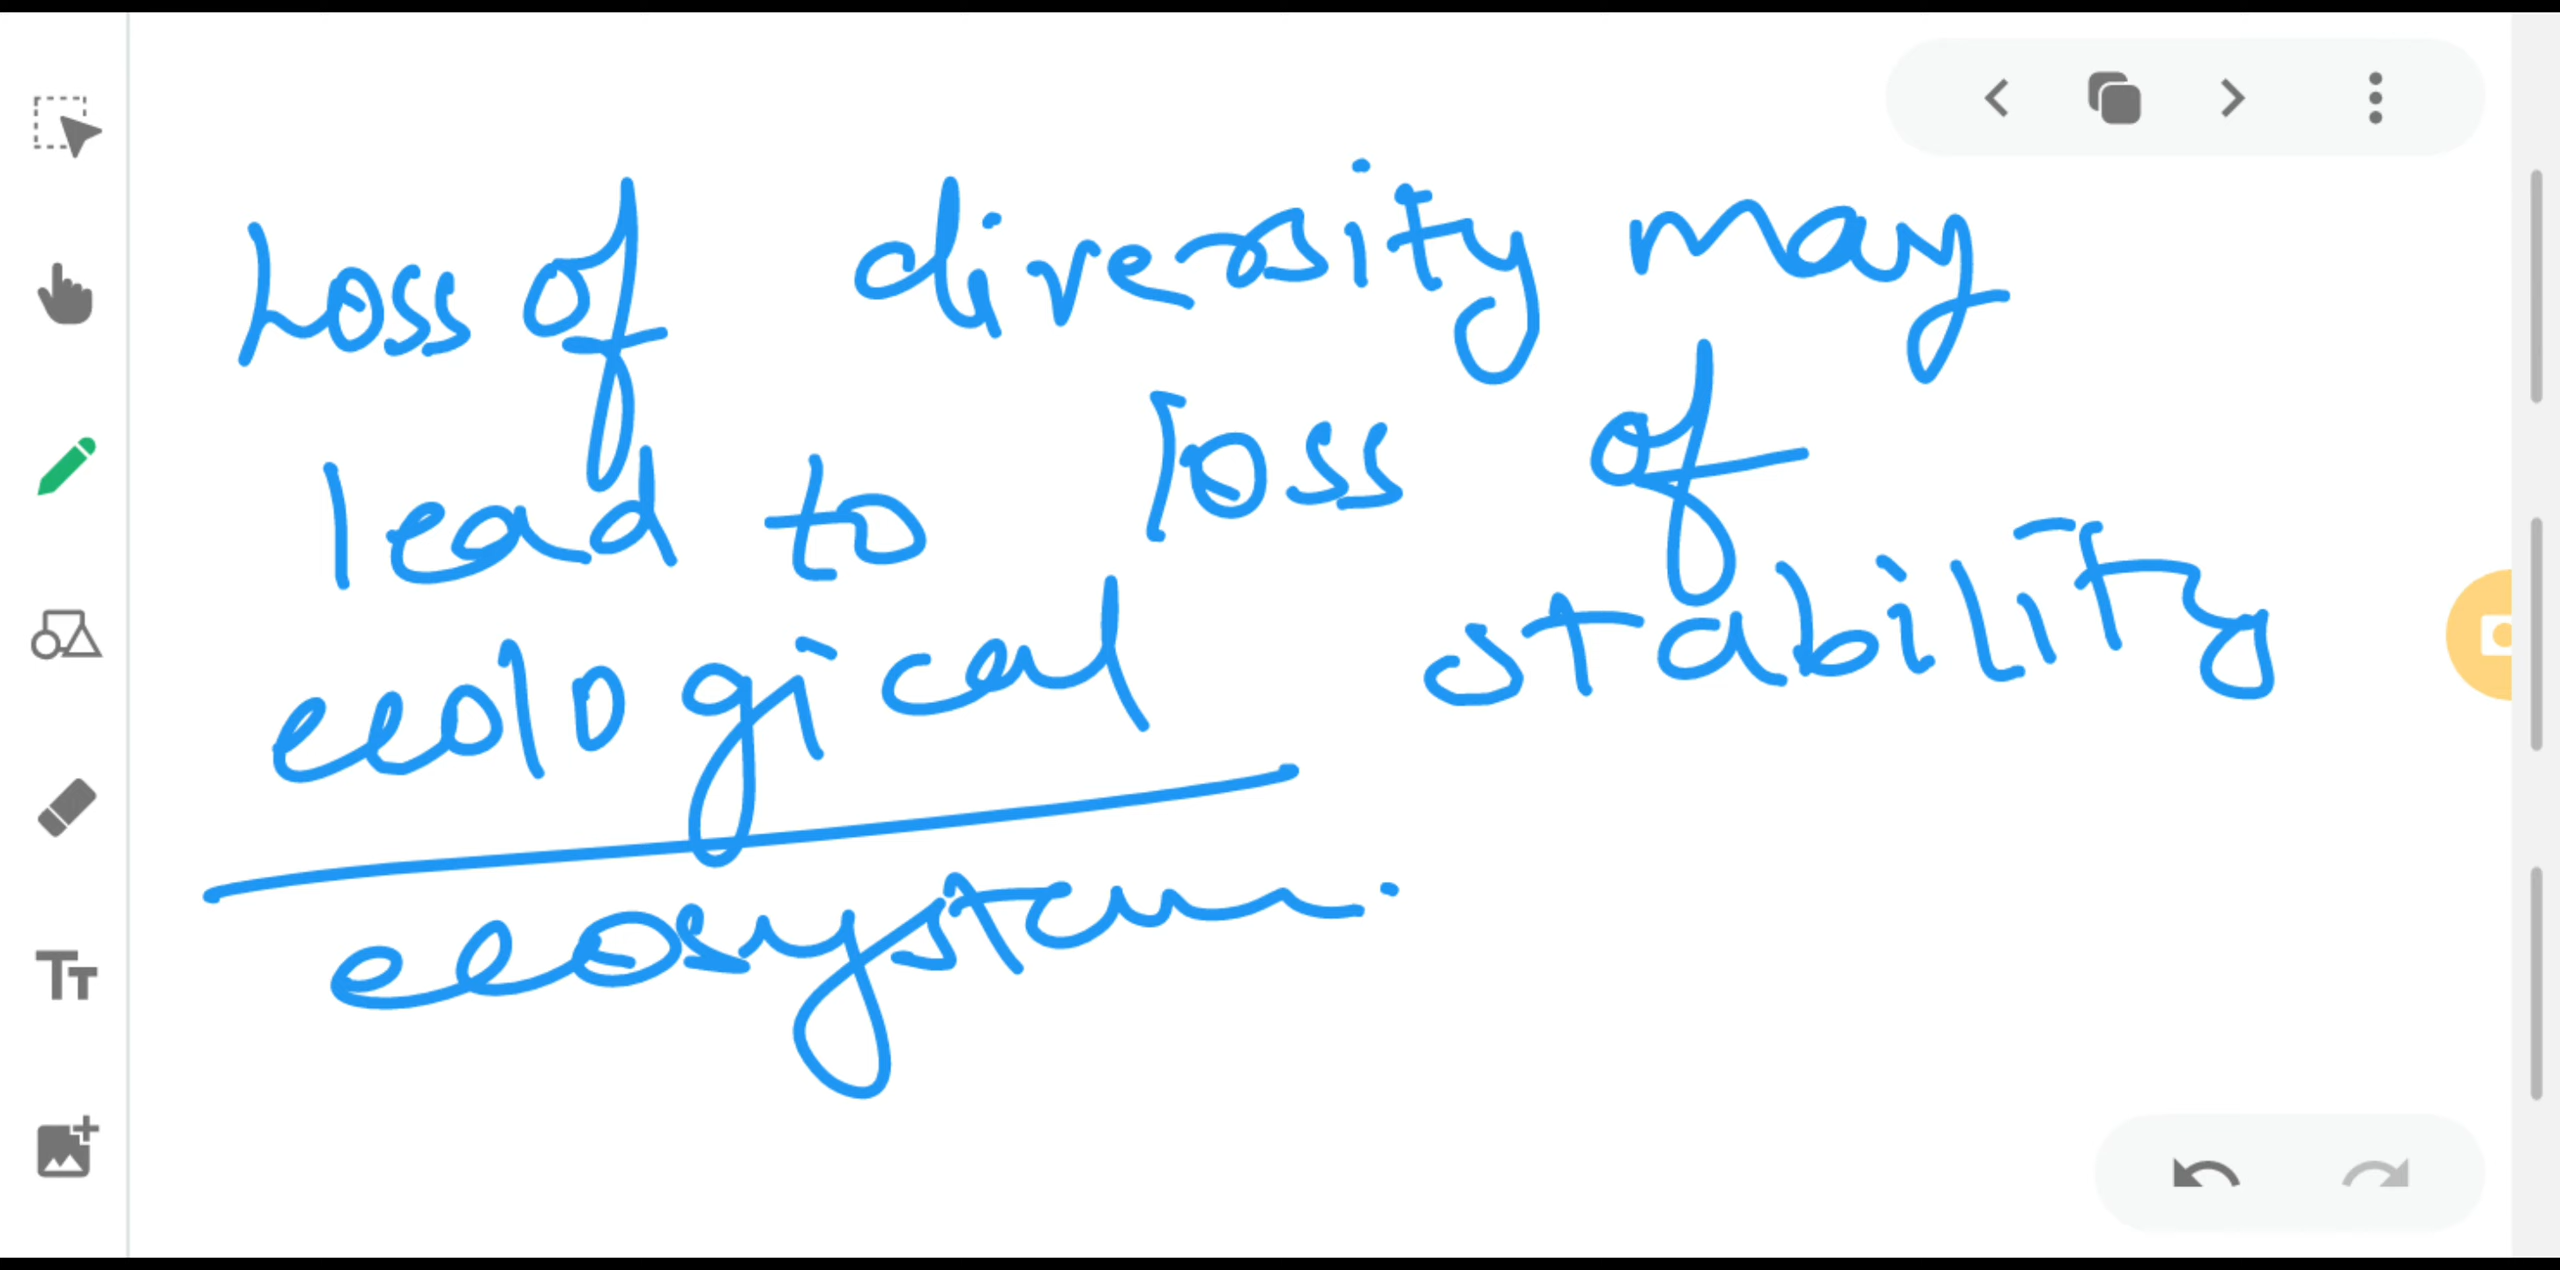 Loss of diversity may
lead to loss of
ecological stability
ecosystem.